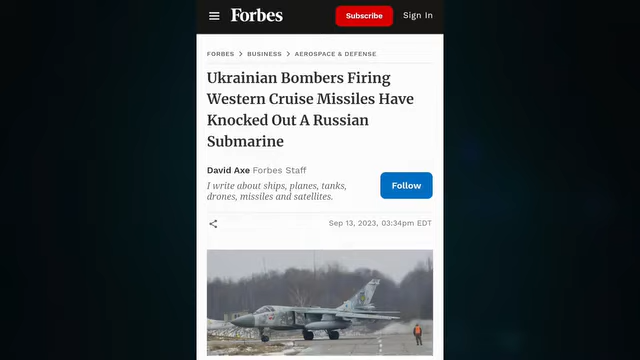 Forbes
Subscribe
Sign In
FORBES > BUSINESS > AEROSPACE & DEFENSE
Ukrainian Bombers Firing
Western Cruise Missiles Have
Knocked Out A Russian
Submarine
David Axe Forbes Staff
I write about ships, planes, tanks,
drones, missiles and satellites.
Follow
Sep 13, 2023, 03:34pm EDT